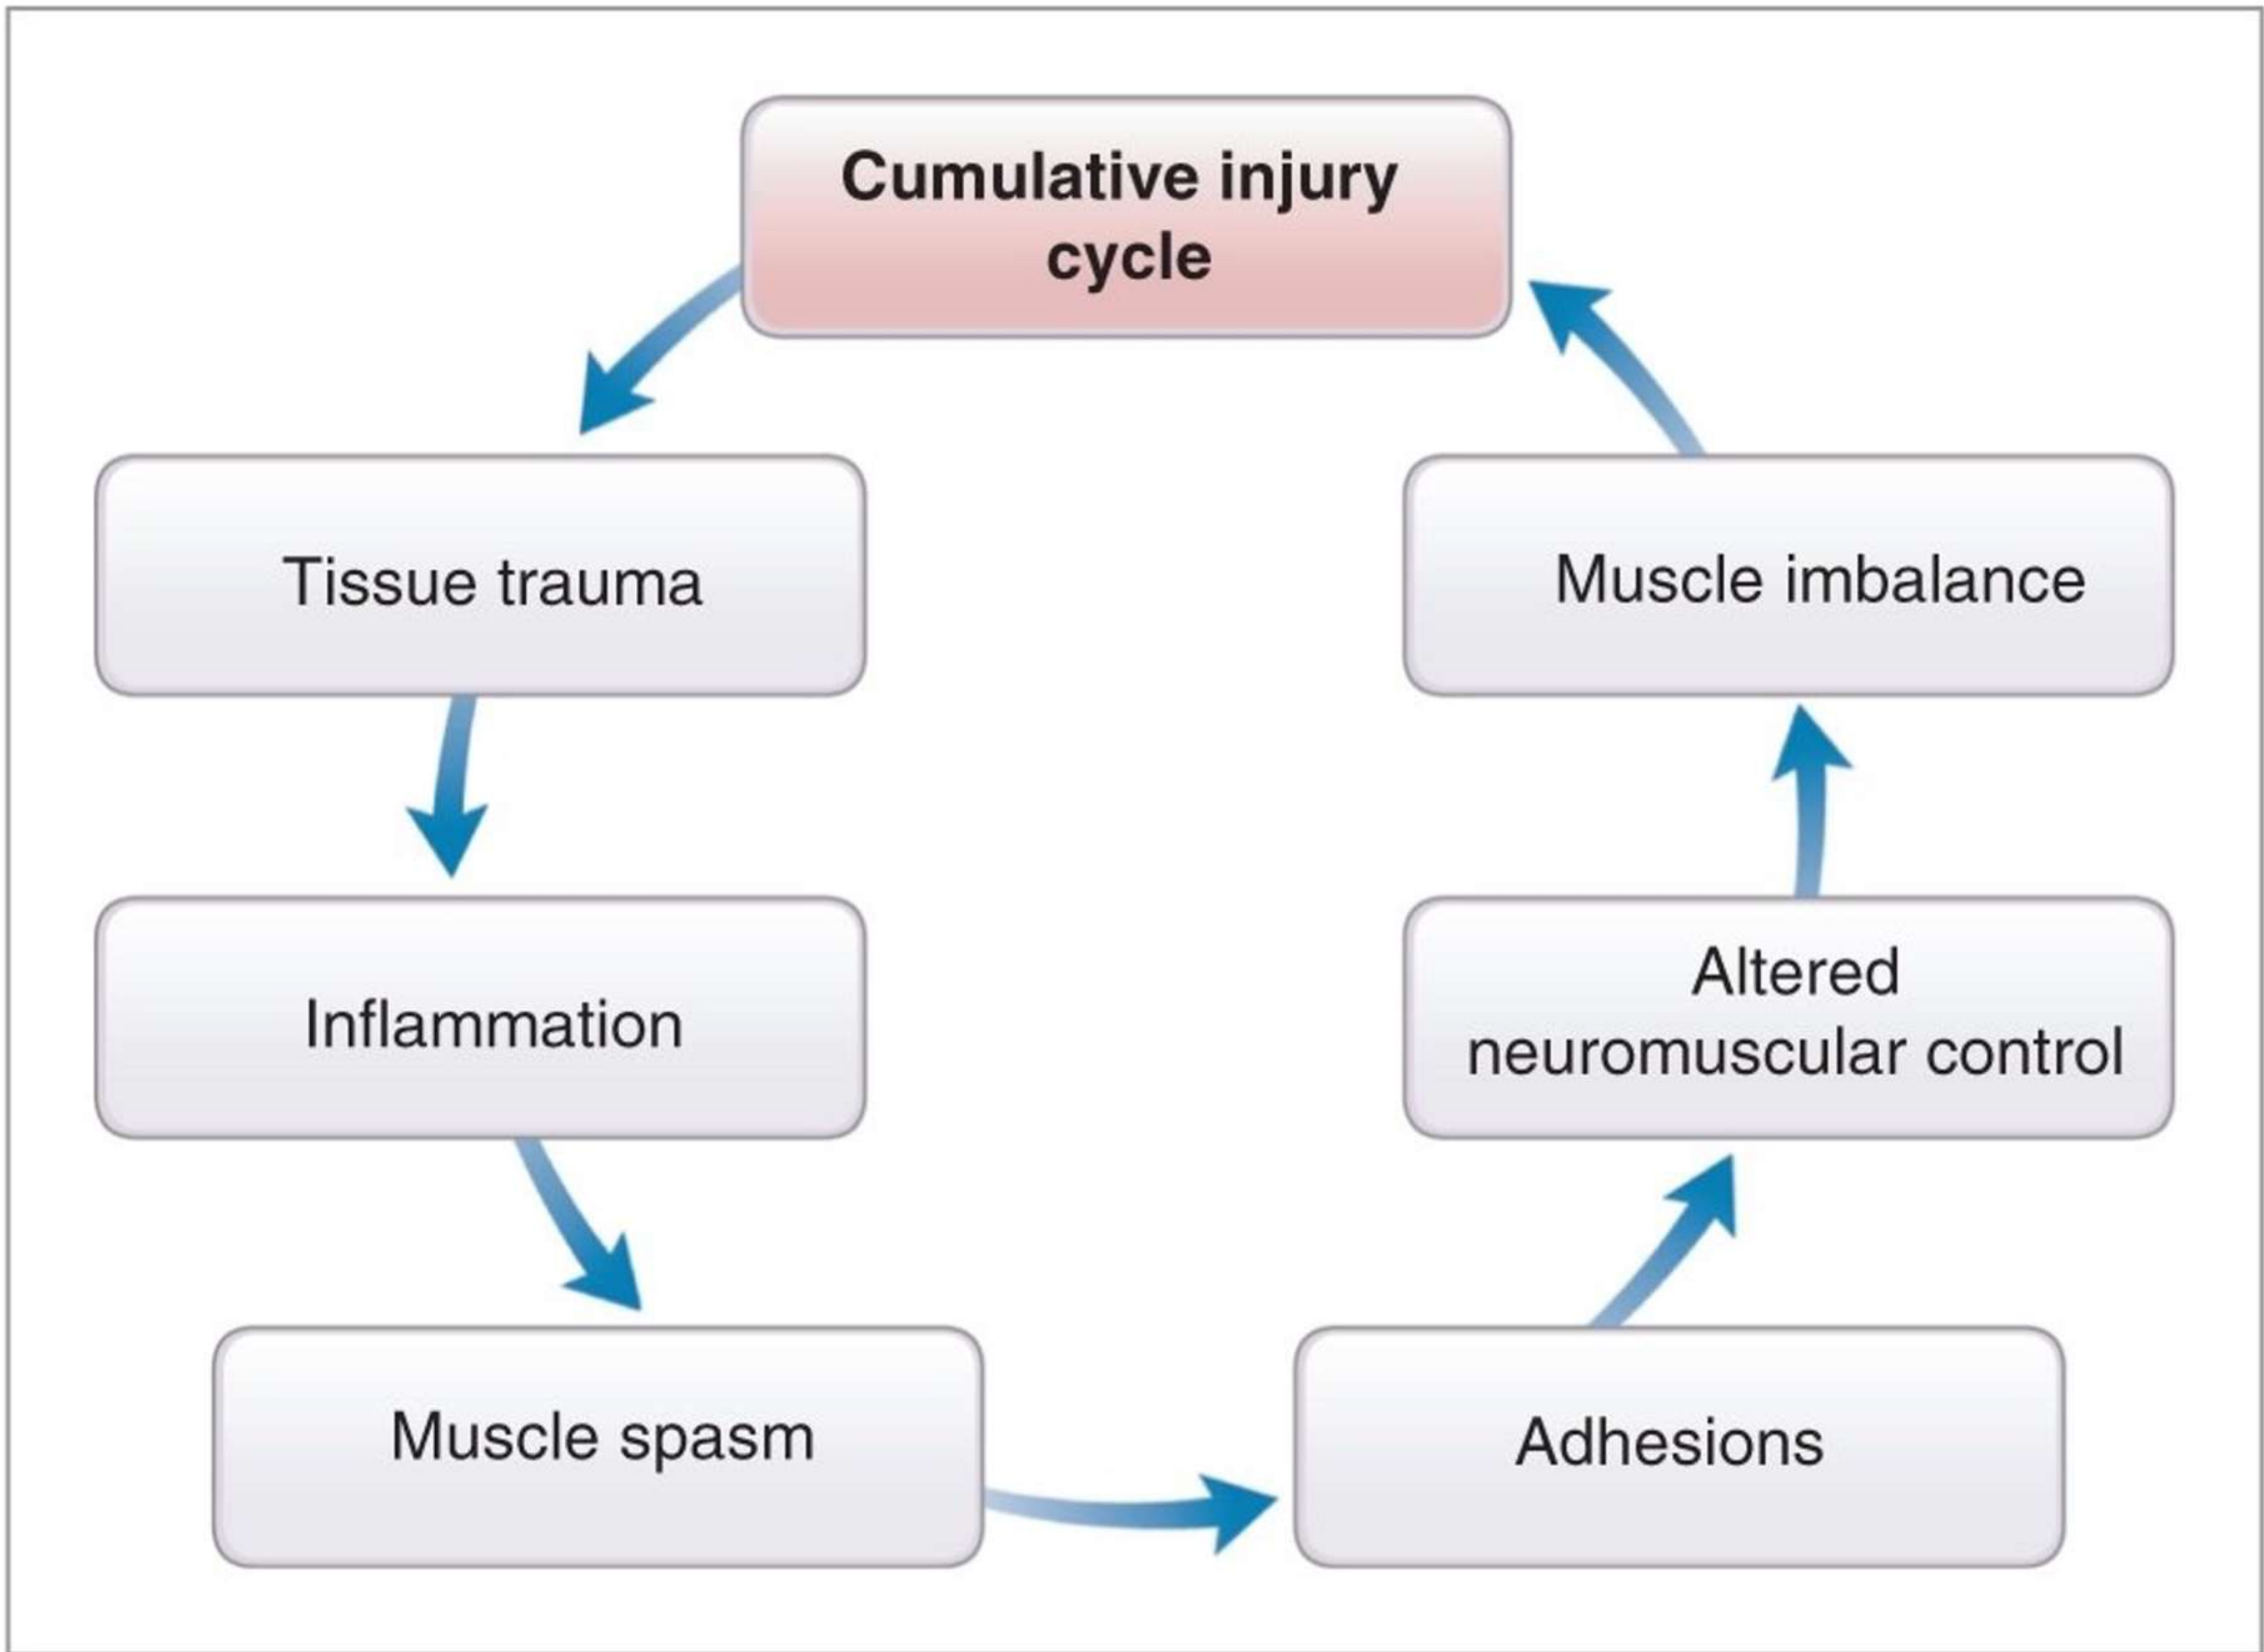 Cumulative injury
cycle
Tissue trauma
Inflammation
Muscle spasm
Adhesions
Altered
neuromuscular control
Muscle imbalance